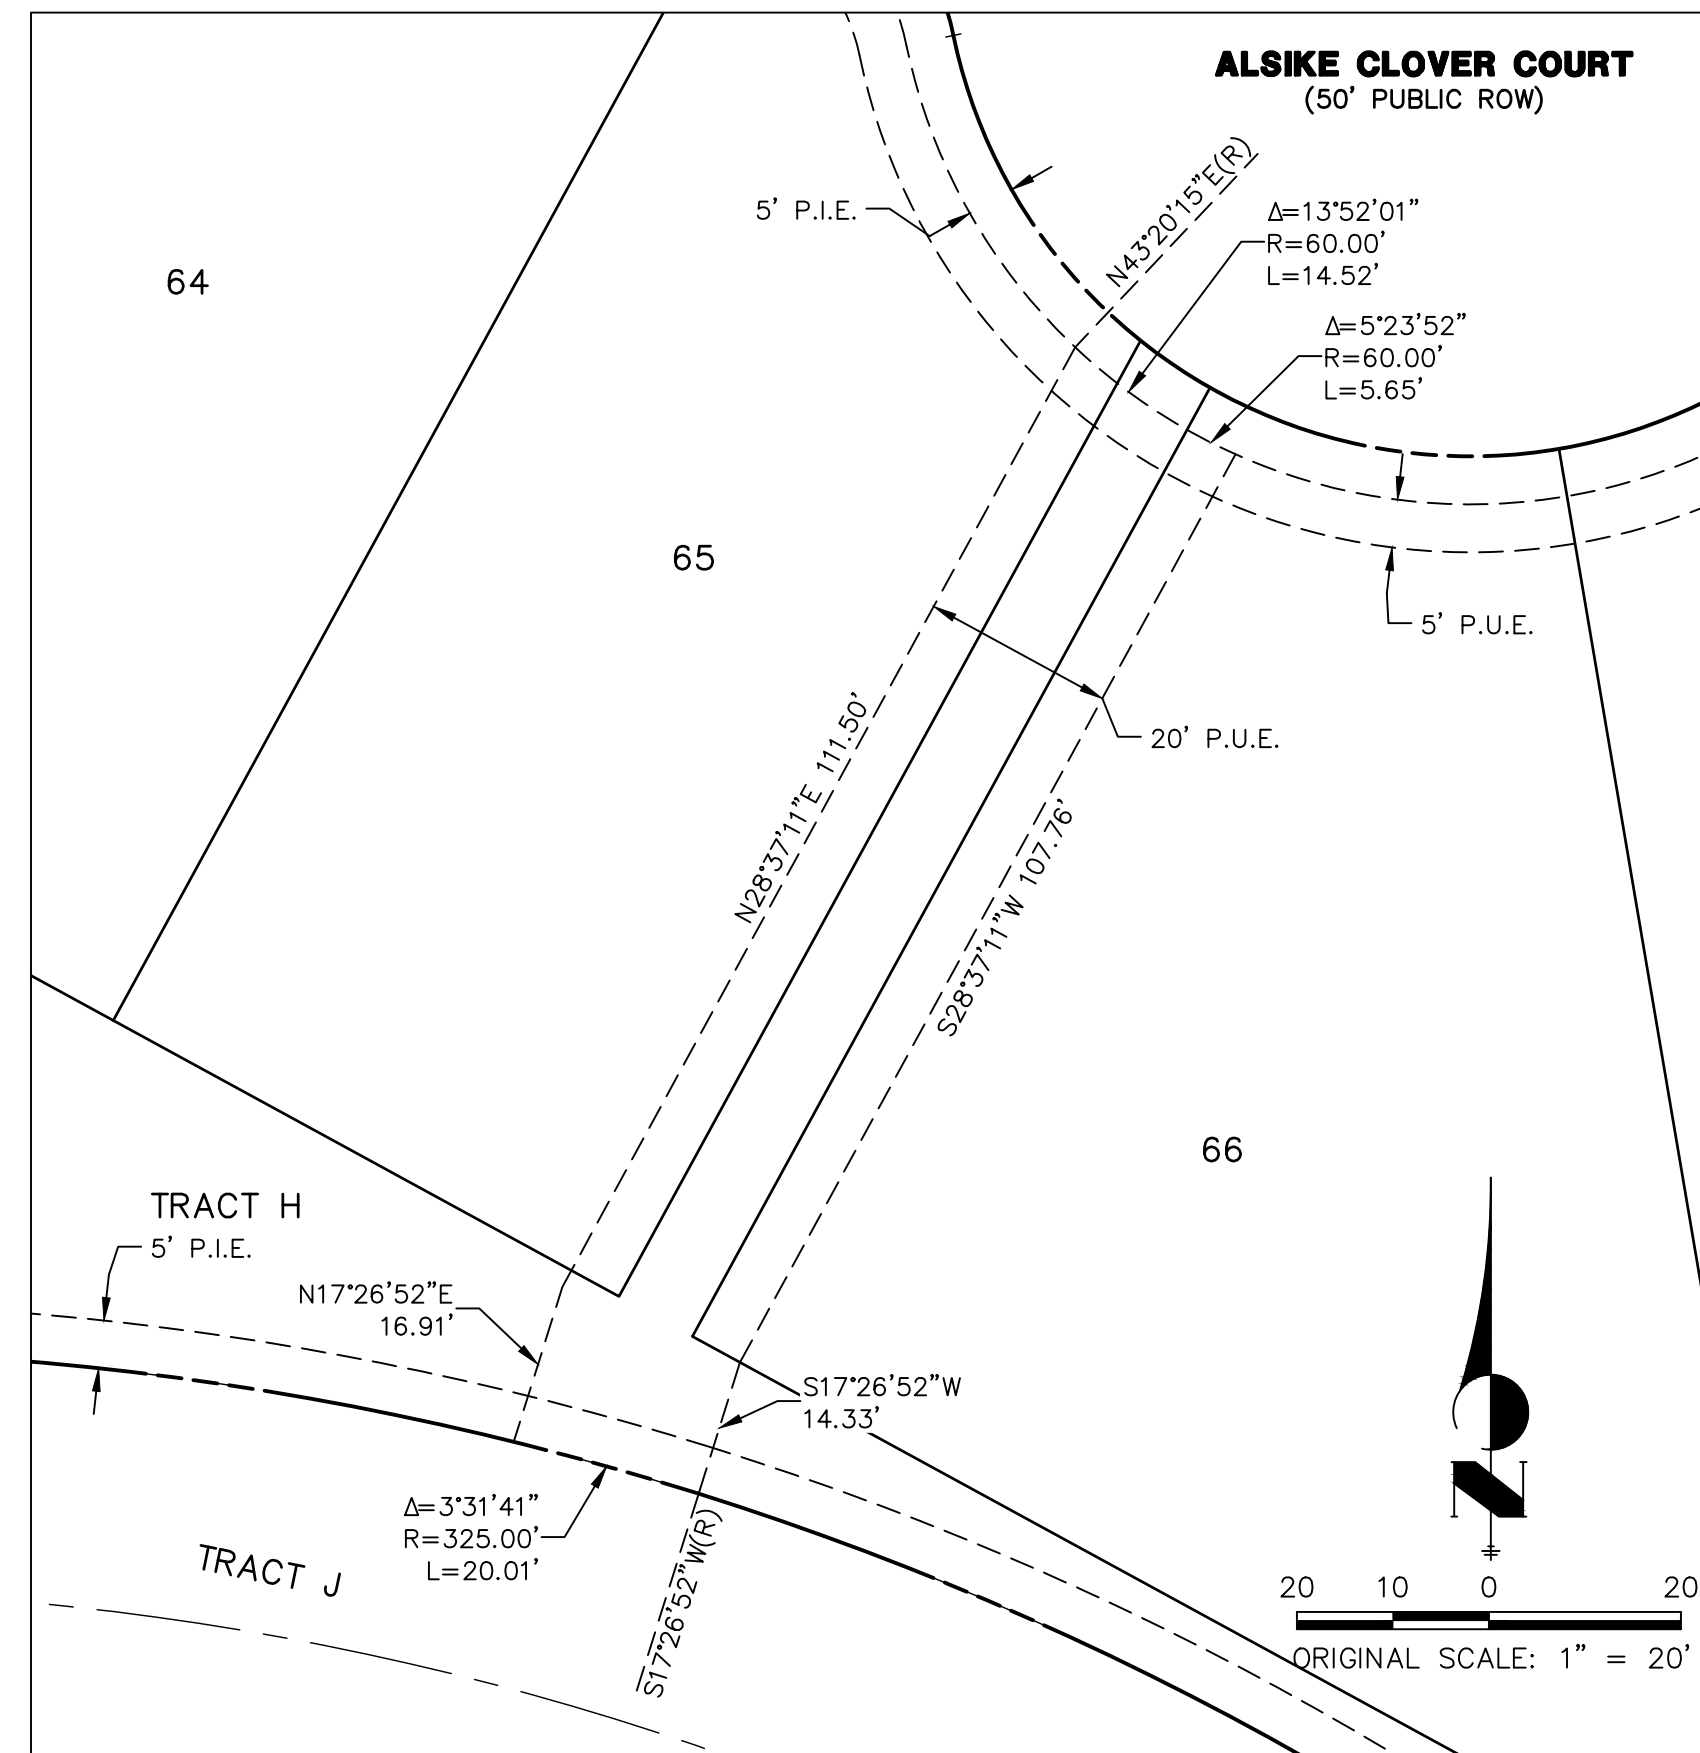 ALSIKE CLOVER COURT
(50' PUBLIC ROW)
N43°20'15"E(R)
5' P.I.E.
Δ=13°52'01"
R=60.00'
L=14.52'
64
Δ=5°23'52"
R=60.00'
L=5.65'
65
5' P.U.E.
20' P.U.E.
N28°37'11"E 111.50'
S28°37'11"W 107.76'
66
TRACT H
5' P.I.E.
N17°26'52"E
16.91'
S17°26'52"W
14.33'
Δ=3°31'41"
R=325.00'
L=20.01'
TRACT J
S17°26'52"W(R)
N
20 10 0 20
ORIGINAL SCALE: 1" = 20'